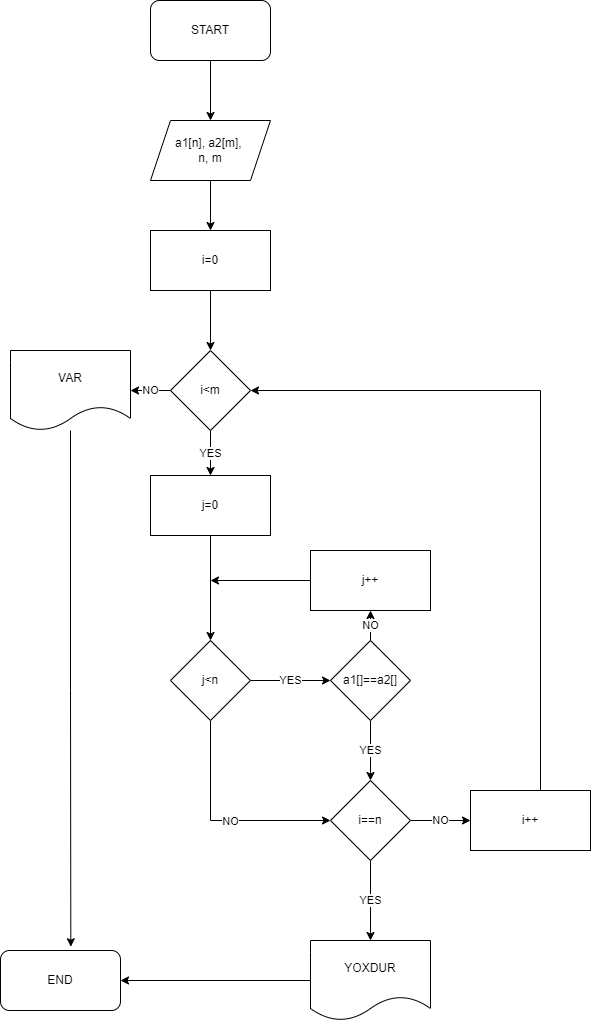 START
a1[n], a2[m],
n, m
i=0
VAR
NO
i<m
YES
j=0
j++
NO
j<n
YES
a1[]==a2[]
YES
NO
i==n
NO
i++
YES
YOXDUR
END